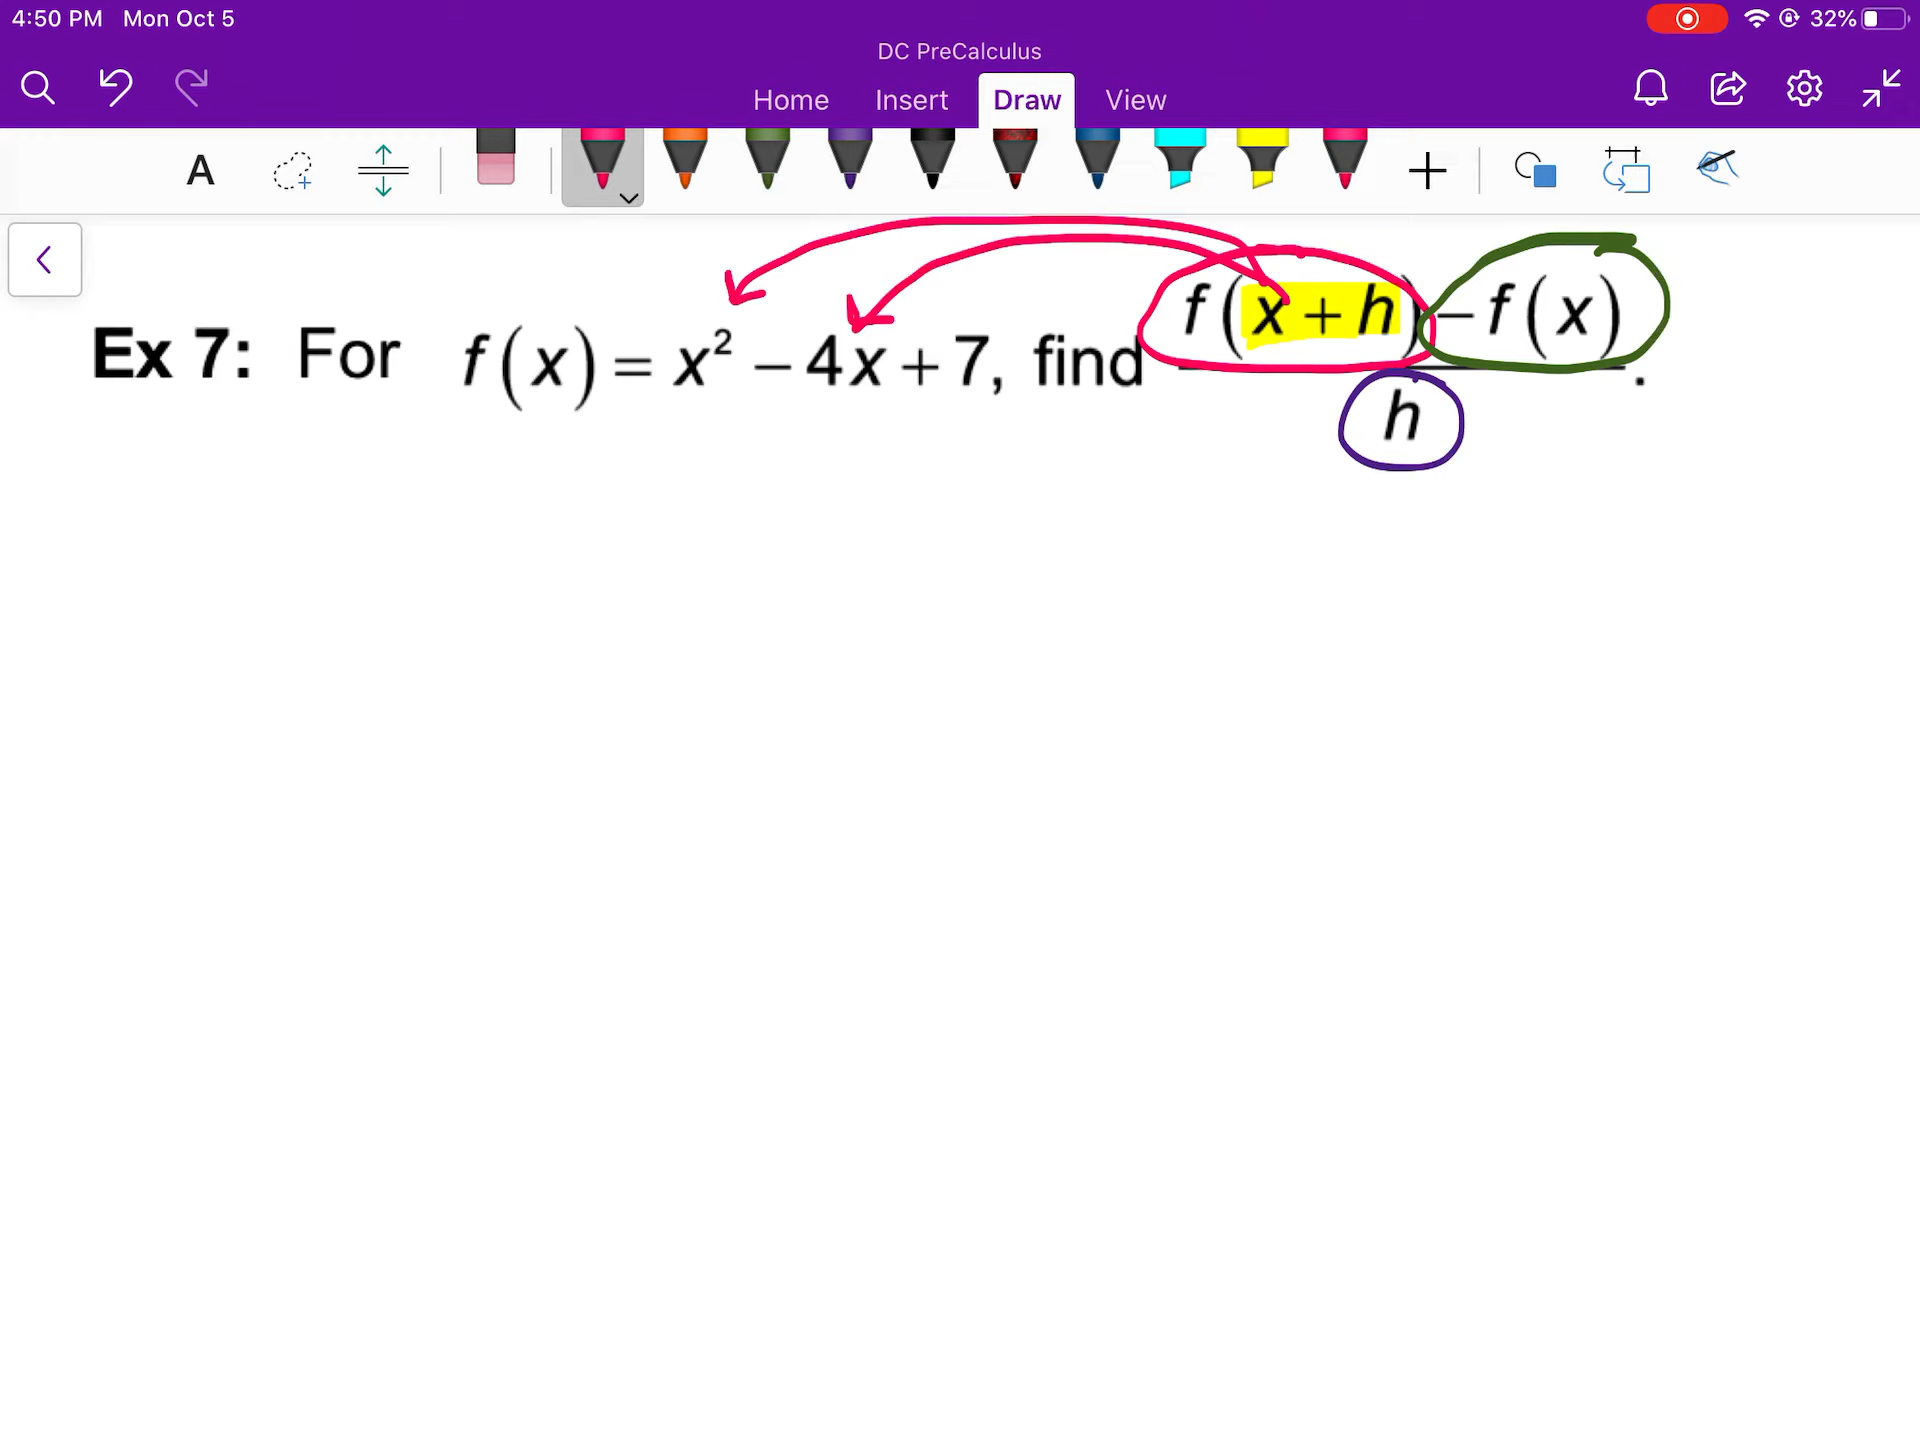 4:50 PM Mon Oct 5 32%
DC PreCalculus
Home Insert Draw View
A
Ex 7: For f(x) = x² – 4x + 7, find f(x + h) – f(x)
h .